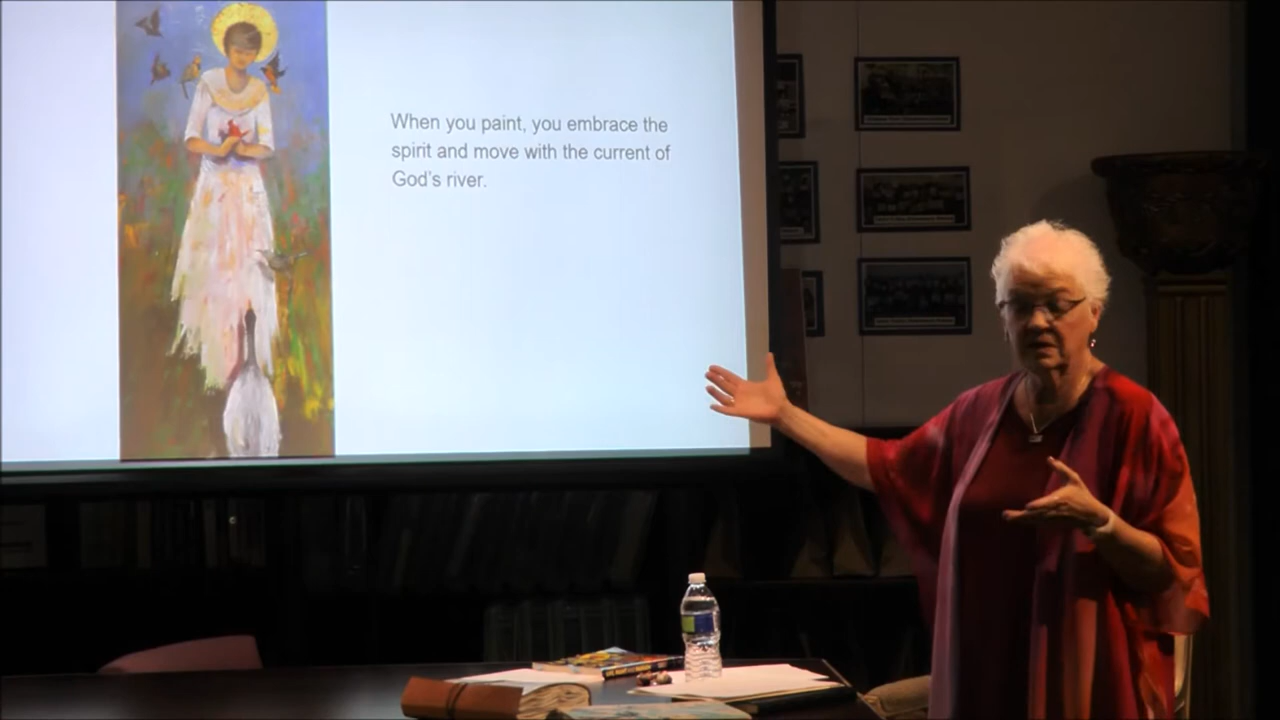 When you paint, you embrace the
spirit and move with the current of
God's river.